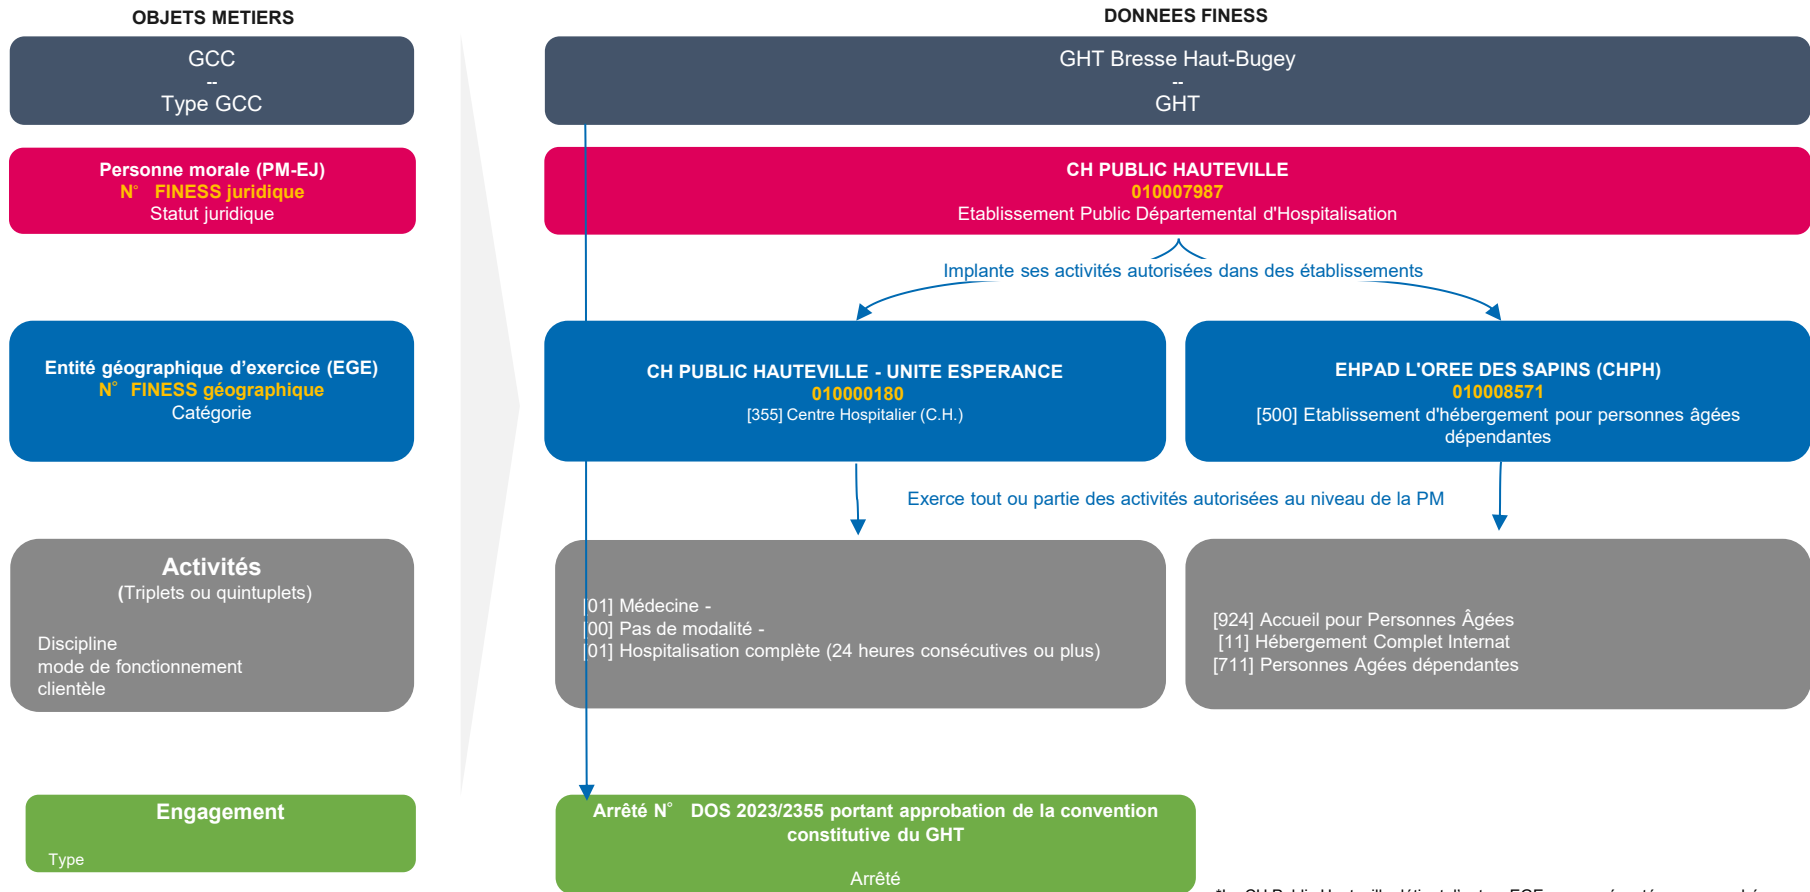 OBJETS METIERS
DONNEES FINESS
GCC
--
Type GCC
GHT Bresse Haut-Bugey
--
GHT
Personne morale (PM-EJ)
N° FINESS juridique
Statut juridique
CH PUBLIC HAUTEVILLE
010007987
Etablissement Public Départemental d'Hospitalisation
Implante ses activités autorisées dans des établissements
Entité géographique d'exercice (EGE)
N° FINESS géographique
Catégorie
CH PUBLIC HAUTEVILLE - UNITE ESPERANCE
010000180
[355] Centre Hospitalier (C.H.)
EHPAD L'OREE DES SAPINS (CHPH)
010008571
[500] Etablissement d'hébergement pour personnes âgées
dépendantes
Exerce tout ou partie des activités autorisées au niveau de la PM
Activités
(Triplets ou quintuplets)
Discipline
mode de fonctionnement
clientèle
[01] Médecine -
[00] Pas de modalité -
[01] Hospitalisation complète (24 heures consécutives ou plus)
[924] Accueil pour Personnes Âgées
[11] Hébergement Complet Internat
[711] Personnes Agées dépendantes
Engagement
Type
Arrêté N° DOS 2023/2355 portant approbation de la convention
constitutive du GHT
Arrêté